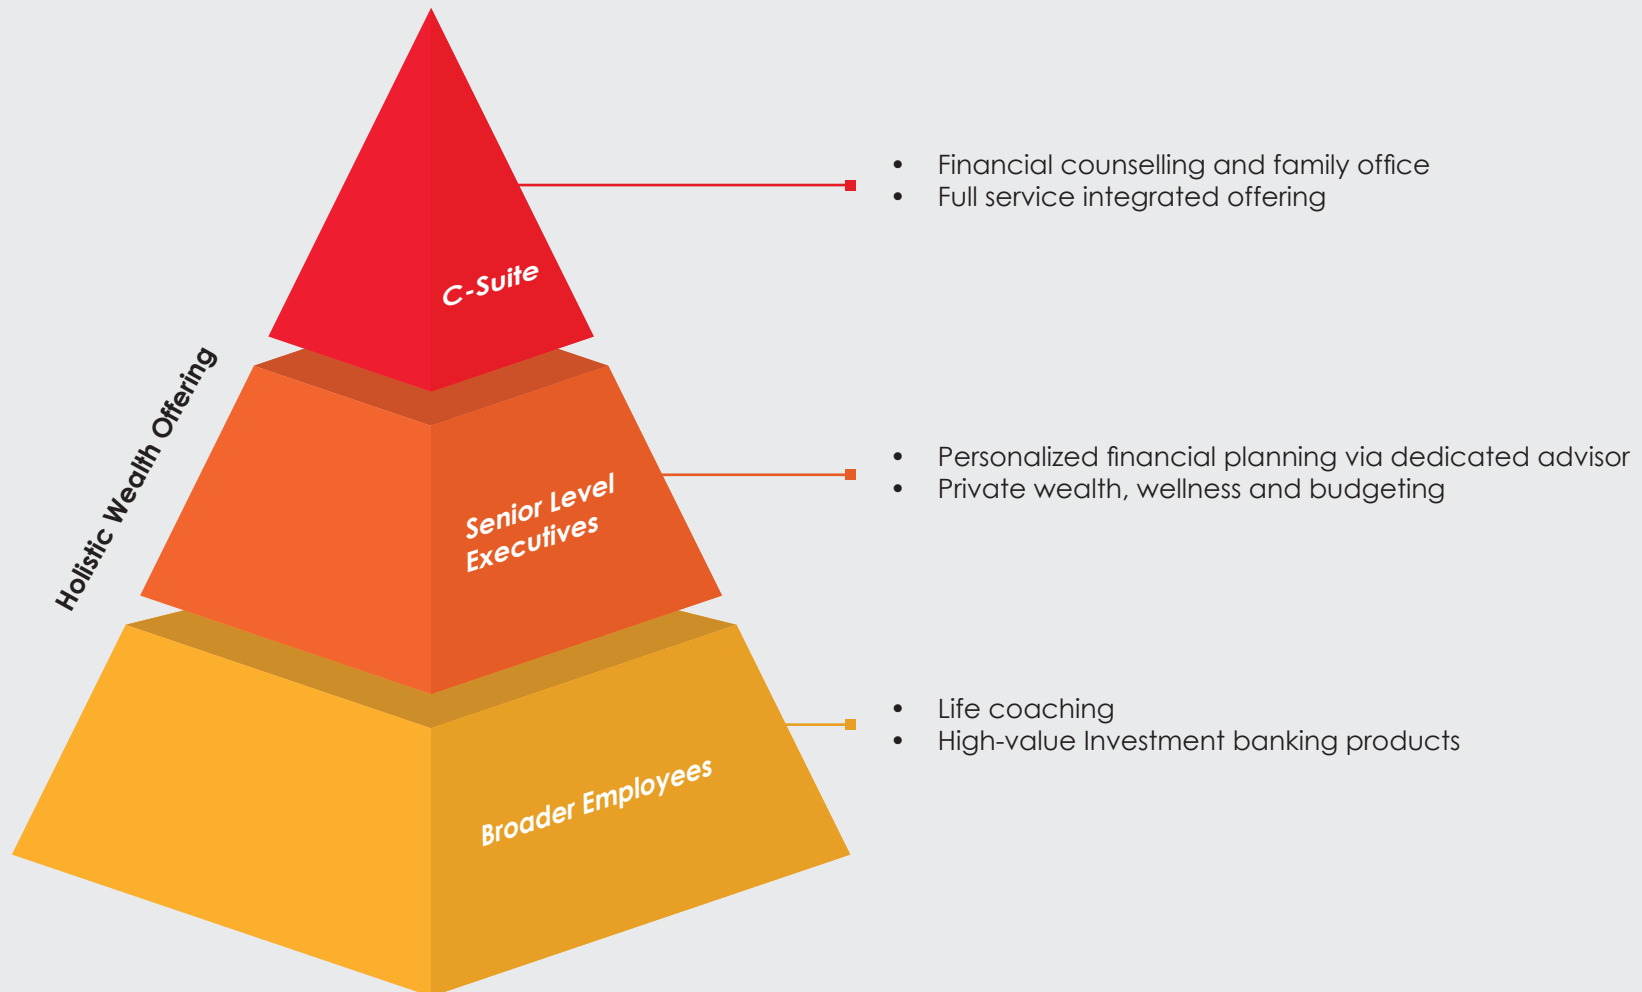 C-Suite
• Financial counselling and family office
• Full service integrated offering
Holistic Wealth Offering
Senior Level
Executives
• Personalized financial planning via dedicated advisor
• Private wealth, wellness and budgeting
Broader Employees
• Life coaching
• High-value Investment banking products